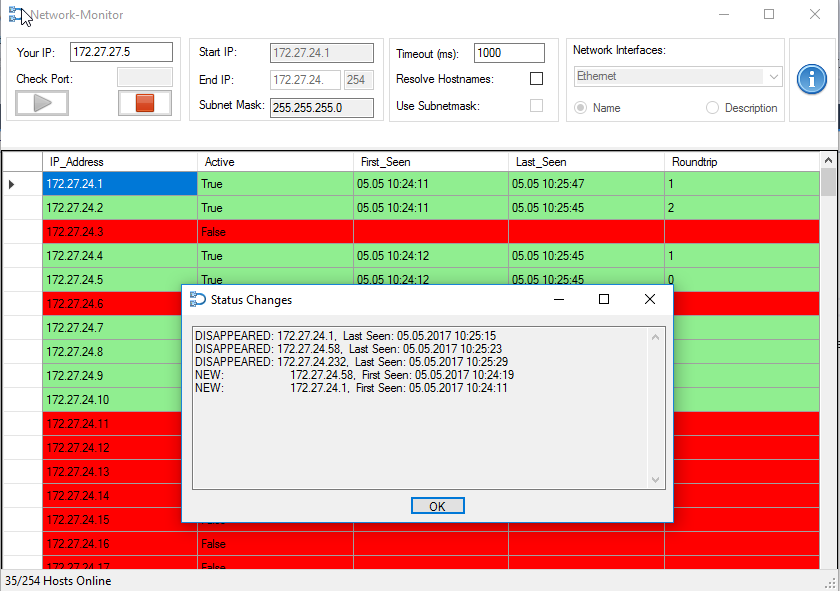 Network-Monitor
Your IP: 172.27.27.5
Check Port:
Start IP: 172.27.24.1
End IP: 172.27.24. 254
Subnet Mask: 255.255.255.0
Timeout (ms): 1000
Resolve Hostnames:
Use Subnetmask:
Network Interfaces:
Ethernet
Name Description
IP_Address Active First_Seen Last_Seen Roundtrip
172.27.24.1 True 05.05 10:24:11 05.05 10:25:47 1
172.27.24.2 True 05.05 10:24:11 05.05 10:25:45 2
172.27.24.3 False
172.27.24.4 True 05.05 10:24:12 05.05 10:25:45 1
172.27.24.5 True 05.05 10:24:12 05.05 10:25:45 0
172.27.24.6
172.27.24.7
172.27.24.8
172.27.24.9
172.27.24.10
172.27.24.11
172.27.24.12
172.27.24.13
172.27.24.14
172.27.24.15
172.27.24.16 False
172.27.24.17 False
Status Changes
DISAPPEARED: 172.27.24.1, Last Seen: 05.05.2017 10:25:15
DISAPPEARED: 172.27.24.58, Last Seen: 05.05.2017 10:25:23
DISAPPEARED: 172.27.24.232, Last Seen: 05.05.2017 10:25:29
NEW: 172.27.24.58, First Seen: 05.05.2017 10:24:19
NEW: 172.27.24.1, First Seen: 05.05.2017 10:24:11
OK
35/254 Hosts Online